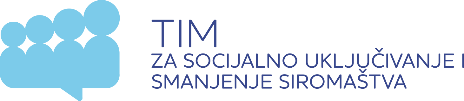 TIM
ZA SOCIJALNO UKLJUČIVANJE I
SMANJENJE SIROMAŠTVA